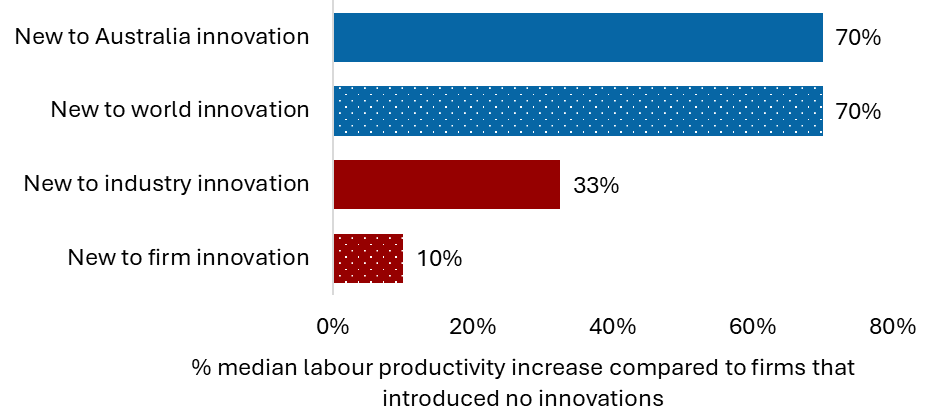 New to Australia innovation 70%
New to world innovation 70%
New to industry innovation 33%
New to firm innovation 10%
0% 20% 40% 60% 80%
% median labour productivity increase compared to firms that
introduced no innovations